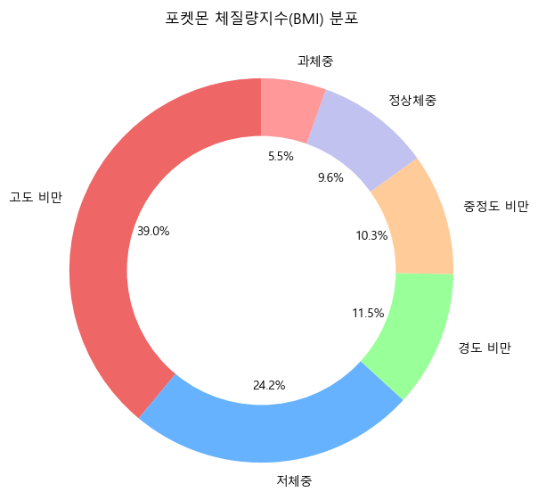 포켓몬 체질량지수(BMI) 분포
과체중
정상체중
중정도 비만
경도 비만
저체중
고도 비만
5.5%
9.6%
10.3%
11.5%
24.2%
39.0%